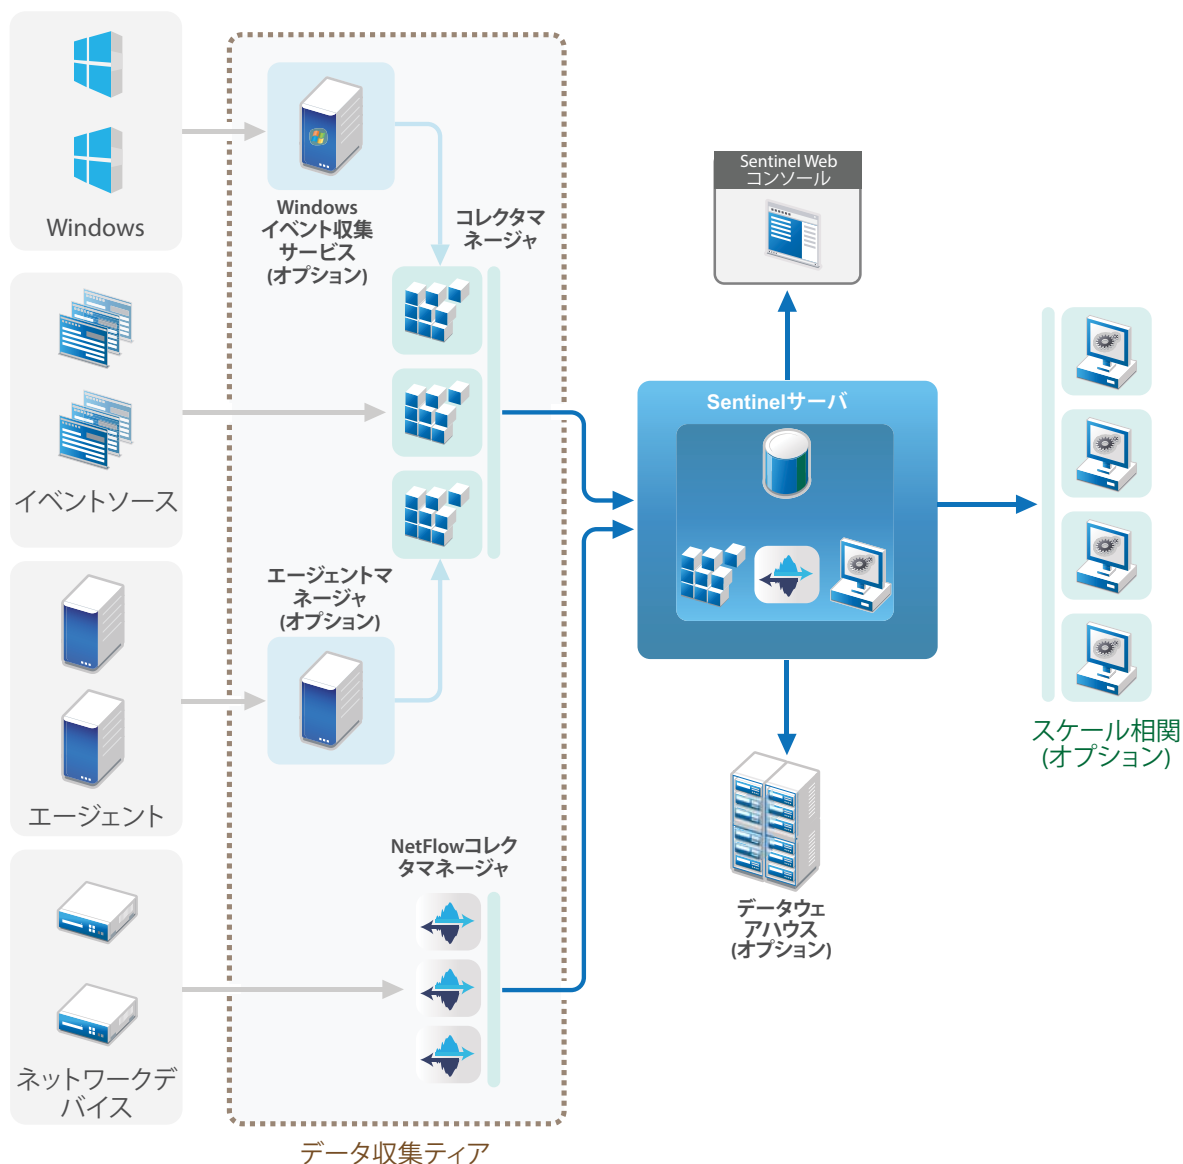 Windows
イベントソース
エージェント
ネットワークデ
バイス
Windows
イベント収集
サービス
(オプション)
コレクタマ
ネージャ
エージェントマ
ネージャ
(オプション)
NetFlowコレク
タマネージャ
データ収集ティア
Sentinel Web
コンソール
Sentinelサーバ
データウェ
アハウス
(オプション)
スケール相関
(オプション)